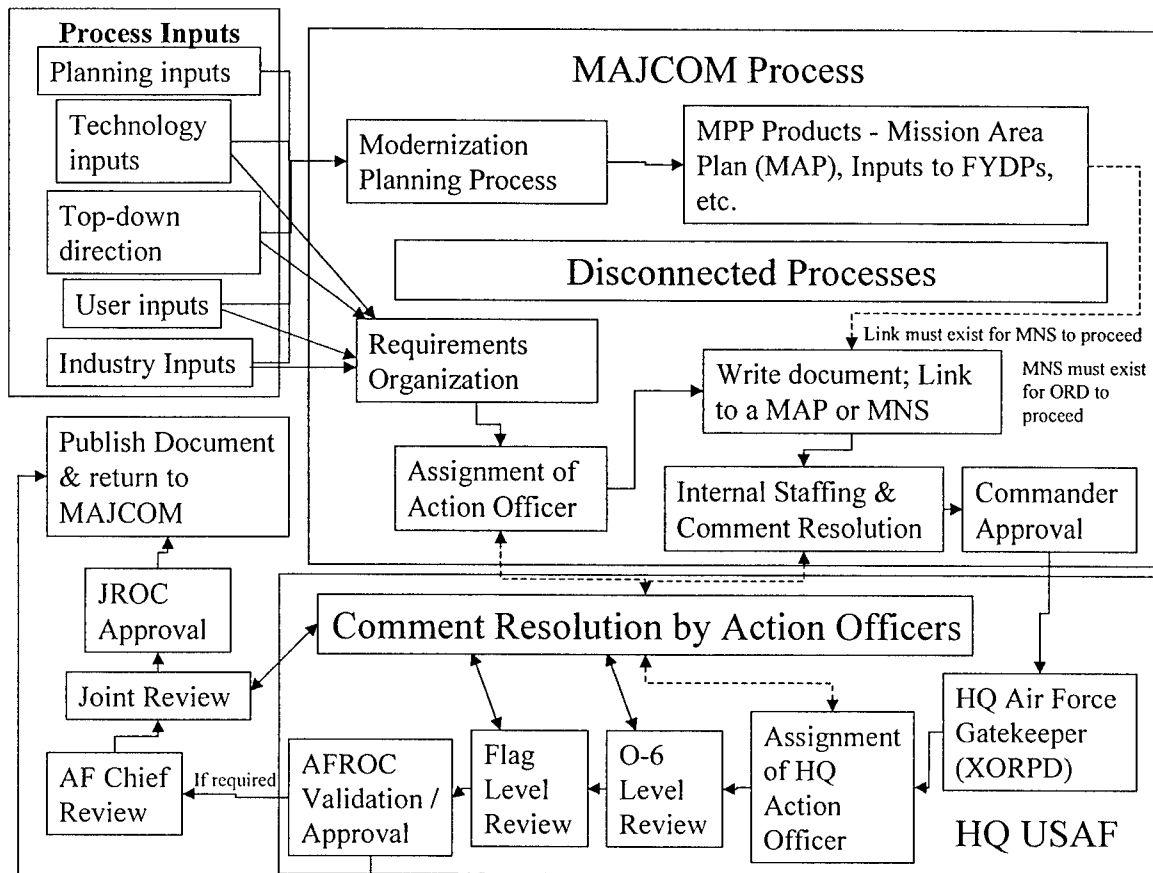 Process Inputs
Planning inputs
Technology
inputs
Top-down
direction
User inputs
Industry Inputs
MAJCOM Process
Modernization
Planning Process
MPP Products - Mission Area
Plan (MAP), Inputs to FYDPs,
etc.
Disconnected Processes
Requirements
Organization
Link must exist for MNS to proceed
Write document; Link
to a MAP or MNS
MNS must exist
for ORD to
proceed
Assignment of
Action Officer
Internal Staffing &
Comment Resolution
Commander
Approval
Publish Document
& return to
MAJCOM
JROC
Approval
Joint Review
AF Chief
Review
If required
Comment Resolution by Action Officers
AFROC
Validation /
Approval
Flag
Level
Review
O-6
Level
Review
Assignment
of HQ
Action
Officer
HQ Air Force
Gatekeeper
(XORPD)
HQ USAF